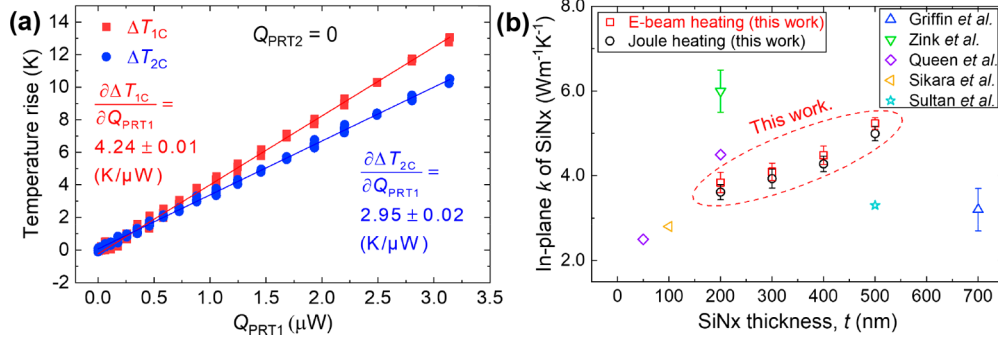 (a)
Temperature rise (K)
14
12
10
8
6
4
2
0
-2
ΔT1C
ΔT2C
QPRT2 = 0
∂ΔT1C
∂QPRT1
=
4.24 ± 0.01
(K/μW)
∂ΔT2C
∂QPRT1
=
2.95 ± 0.02
(K/μW)
0.0 0.5 1.0 1.5 2.0 2.5 3.0 3.5
QPRT1 (μW)
(b)
In-plane k of SiNx (Wm⁻¹K⁻¹)
8.0
6.0
4.0
2.0
E-beam heating (this work)
Joule heating (this work)
Griffin et al.
Zink et al.
Queen et al.
Sikara et al.
Sultan et al.
This work.
0 100 200 300 400 500 600 700
SiNx thickness, t (nm)